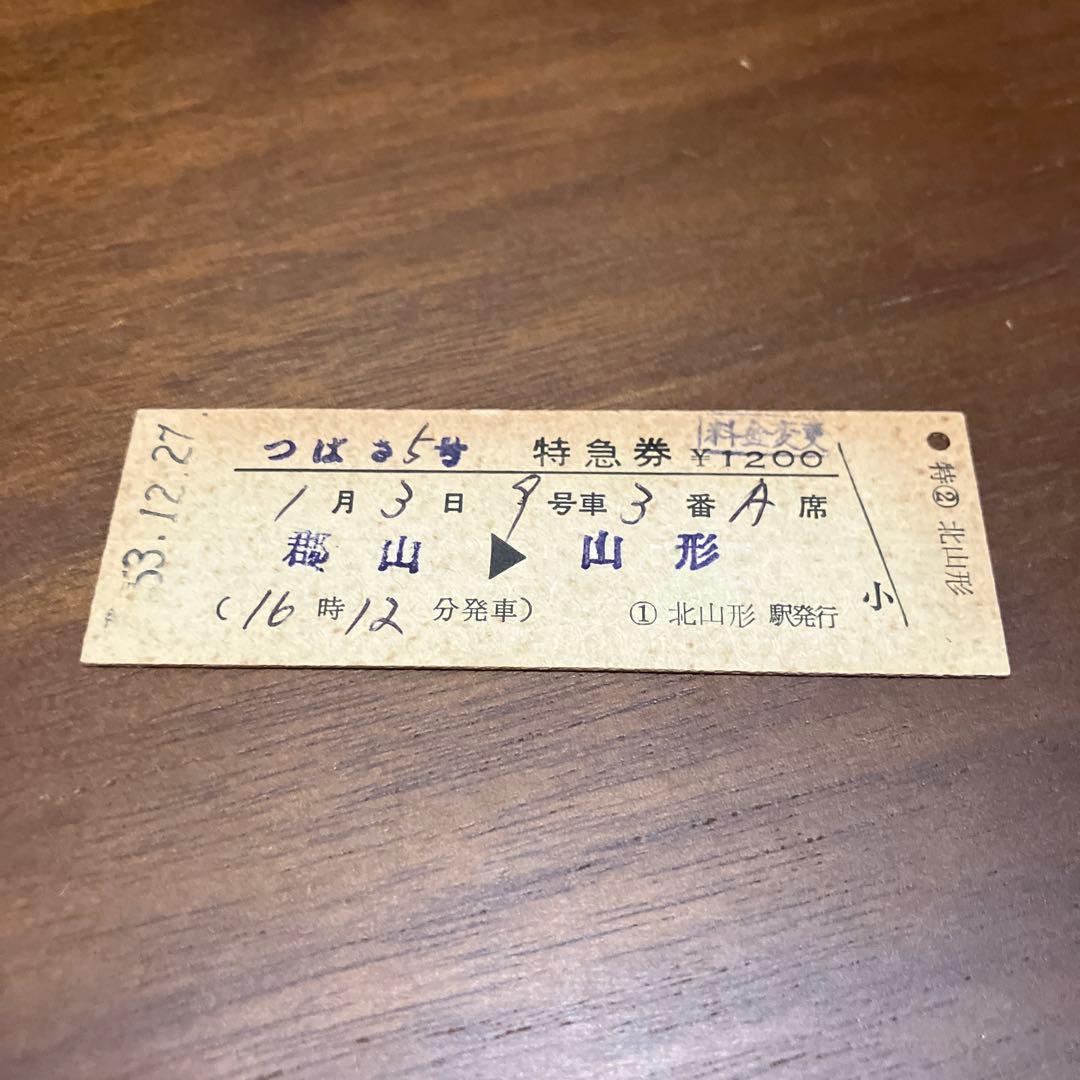 53.12.27
つばさ5号 特急券 料金変更 ¥1200
1月3日 9号車3番A席
郡山 ▶ 山形
(16時12分発車) ① 北山形 駅発行
小
特② 北山形